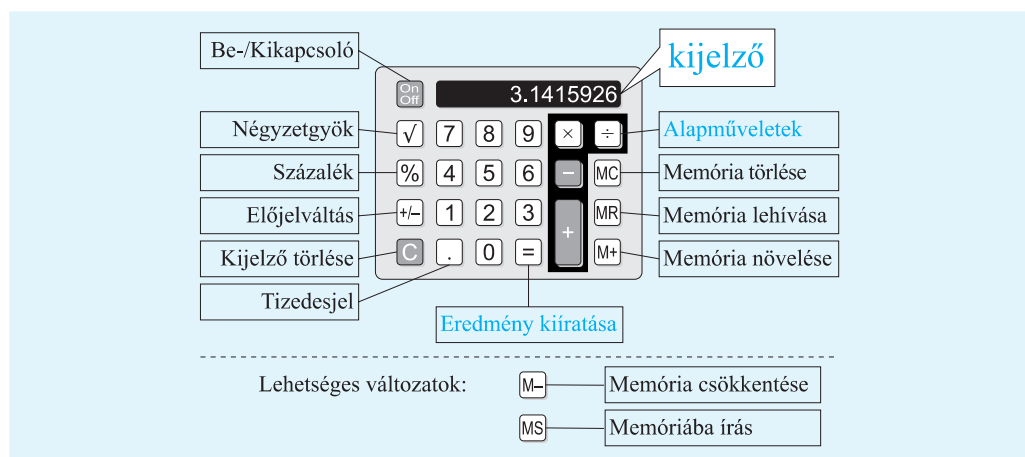 Be-/Kikapcsoló
kijelző
On
Off
3.1415926
Négyzetgyök
√ 7 8 9 × ÷
Alapműveletek
Százalék
% 4 5 6 – MC
Memória törlése
Előjelváltás
+/– 1 2 3 + MR
Memória lehívása
Kijelző törlése
C . 0 = M+
Memória növelése
Tizedesjel
Eredmény kiíratása
Lehetséges változatok:
M–
Memória csökkentése
MS
Memóriába írás